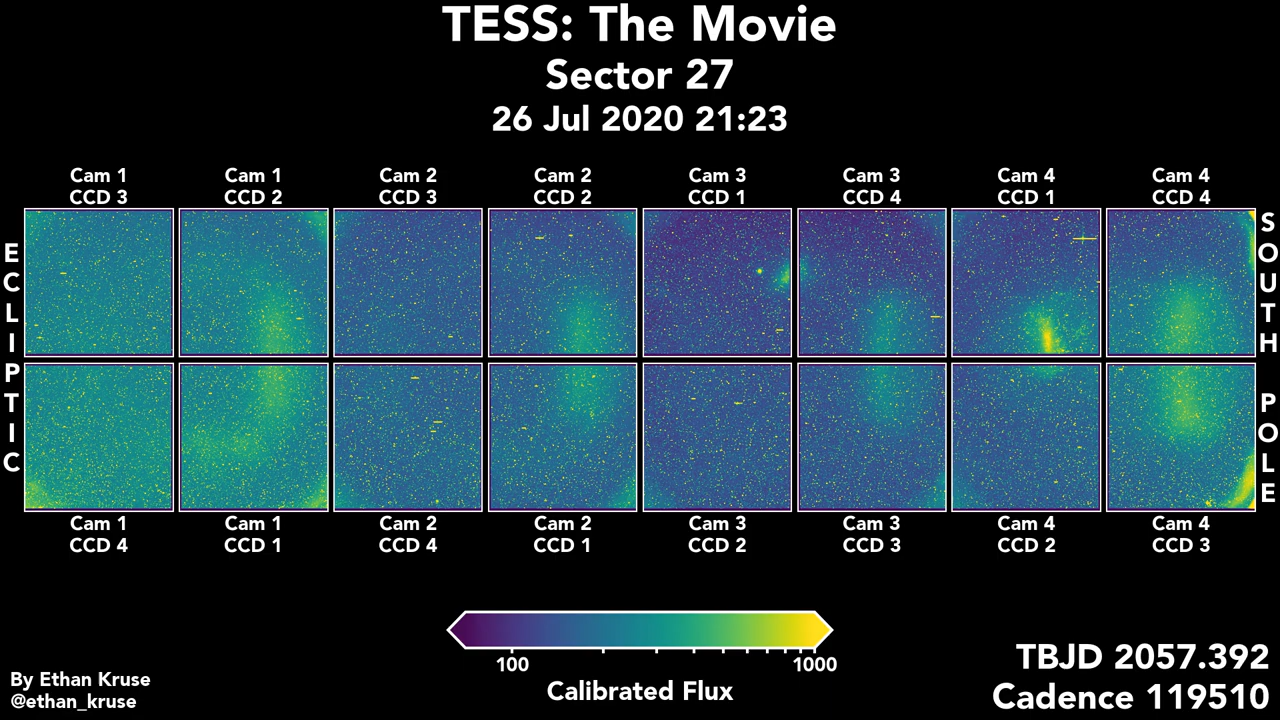 TESS: The Movie
Sector 27
26 Jul 2020 21:23
Cam 1 Cam 1 Cam 2 Cam 2 Cam 3 Cam 3 Cam 4 Cam 4
CCD 3 CCD 2 CCD 3 CCD 2 CCD 1 CCD 4 CCD 1 CCD 4
ECLIPTIC
SOUTH POLE
Cam 1 Cam 1 Cam 2 Cam 2 Cam 3 Cam 3 Cam 4 Cam 4
CCD 4 CCD 1 CCD 4 CCD 1 CCD 2 CCD 3 CCD 2 CCD 3
100 1000
Calibrated Flux
By Ethan Kruse
@ethan_kruse
TBJD 2057.392
Cadence 119510